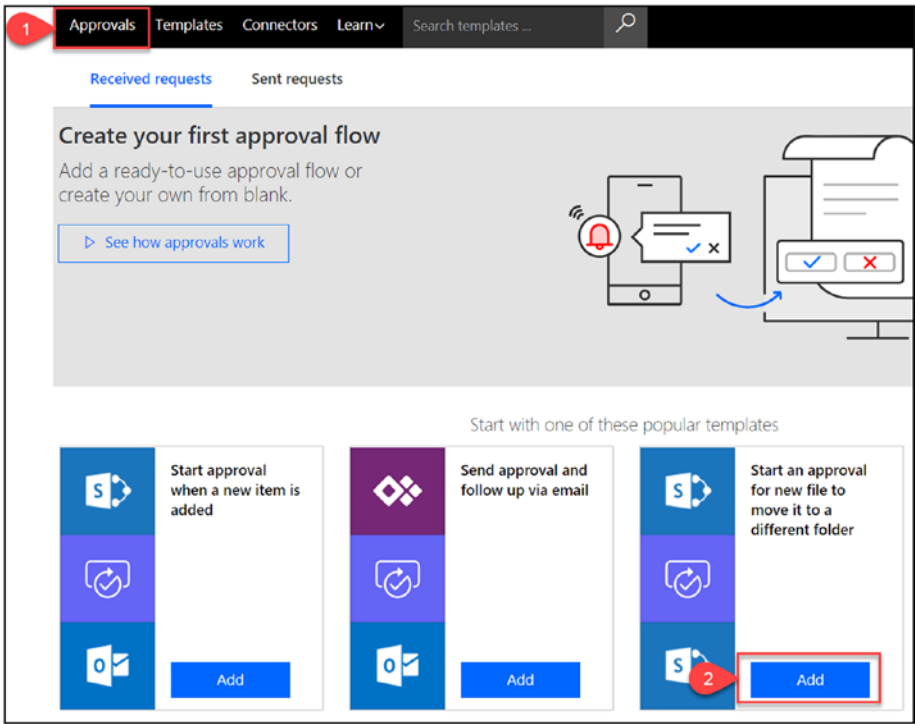 1
Approvals Templates Connectors Learn Search templates ...
Received requests Sent requests
Create your first approval flow
Add a ready-to-use approval flow or
create your own from blank.
See how approvals work
Start with one of these popular templates
Start approval
when a new item is
added
Add
Send approval and
follow up via email
Add
Start an approval
for new file to
move it to a
different folder
2
Add
S
O
O
S
S